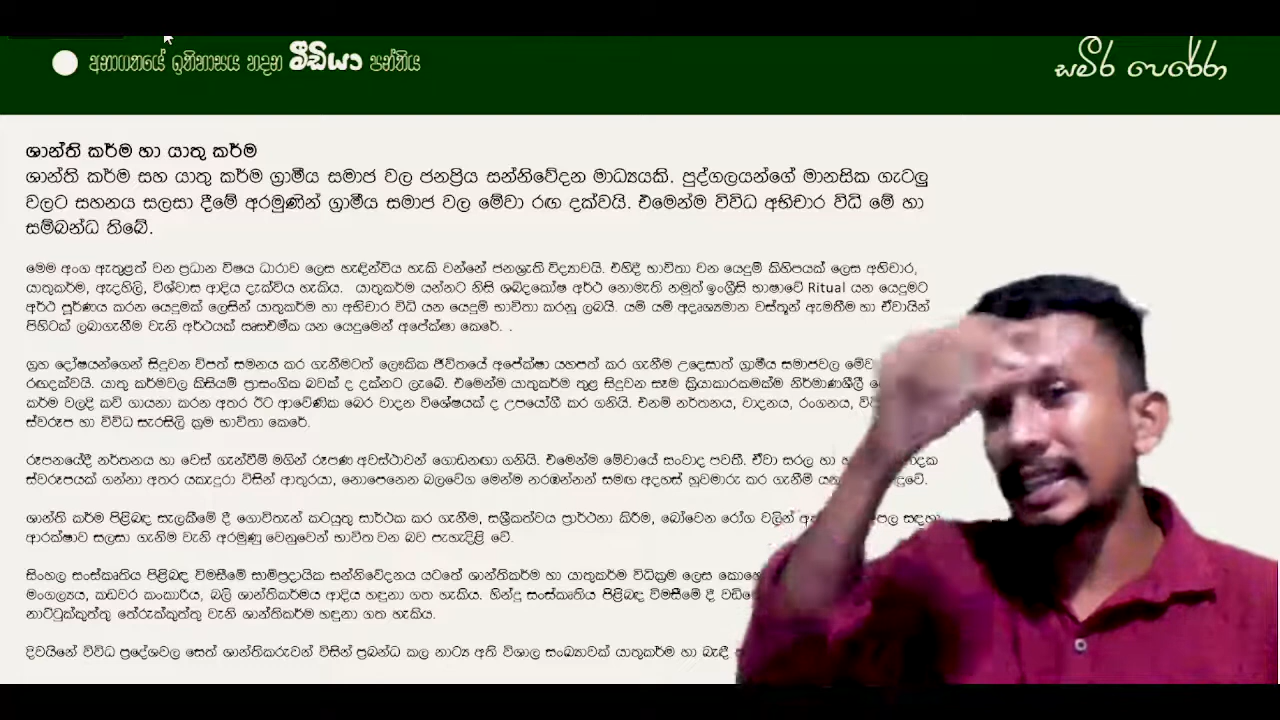 අනාගතයේ ඉතිහාසය හදන මීඩියා පන්තිය
සමීර පෙරේරා
ශාන්ති කර්ම හා යාතු කර්ම
ශාන්ති කර්ම සහ යාතු කර්ම ග්‍රාමීය සමාජ වල ජනප්‍රිය සන්නිවේදන මාධ්‍යයකි. පුද්ගලයන්ගේ මානසික ගැටලු
වලට සහනය සලසා දීමේ අරමුණින් ග්‍රාමීය සමාජ වල මේවා රඟ දක්වයි. එමෙන්ම විවිධ අභිචාර විධි මේ හා
සම්බන්ධ තිබේ.
මෙම අංග ඇතුළත් වන ප්‍රධාන විෂය ධාරාව ලෙස හැඳින්විය හැකි වන්නේ ජනශ්‍රැති විද්‍යාවයි. එහිදී භාවිතා වන යෙදුම් කිහිපයක් ලෙස අභිචාර,
යාතුකර්ම, ඇදහිලි, විශ්වාස ආදිය දැක්විය හැකිය. යාතුකර්ම යන්නට නිසි ශබ්දකෝෂ අර්ථ නොමැති නමුත් ඉංග්‍රීසි භාෂාවේ Ritual යන යෙදුමට
අර්ථ පූර්ණය කරන යෙදුමක් ලෙසින් යාතුකර්ම හා අභිචාර විධි යන යෙදුම භාවිතා කරනු ලබයි. යම් යම් අදෘශ්‍යමාන වස්තූන් ඇමතීම හා ඒවායින්
පිහිටක් ලබාගැනීම වැනි අර්ථයක් යන යෙදුමෙන් අපේක්ෂා කෙරේ. .
ග්‍රහ දෝෂයන්ගෙන් සිදුවන විපත් සමනය කර ගැනීමටත් ලෞකික ජීවිතයේ අපේක්ෂා යහපත් කර ගැනීම උදෙසාත් ග්‍රාමීය සමාජවල මේවා
රඟදක්වයි. යාතු කර්මවල කිසියම් ප්‍රාසංගික බවක් ද දක්නට ලැබේ. එමෙන්ම යාතුකර්ම තුළ සිදුවන සෑම ක්‍රියාකාරකමක්ම නිර්මාණශීලී
කර්ම වලදි කවි ගායනා කරන අතර ඊට ආවේණික බෙර වාදන විශේෂයක් ද උපයෝගී කර ගනියි. එනම් නර්තනය, වාදනය, රංගනය,
ස්වරූප හා විවිධ සැරසිලි ක්‍රම භාවිතා කෙරේ.
රූපනයේදී නර්තනය හා වෙස් ගැන්වීම් මගින් රූපණ අවස්ථාවන් ගොඩනඟා ගනියි. එමෙන්ම මේවායේ සංවාද පවතී. ඒවා සරල හා
ස්වරූපයක් ගන්නා අතර යකැදුරා විසින් ආතුරයා, නොපෙනෙන බලවේග මෙන්ම නරඹන්නන් සමඟ අදහස් හුවමාරු කර ගැනීම්
ශාන්ති කර්ම පිළිබඳ සැලකීමේ දී ගොවිතැන් කටයුතු සාර්ථක කර ගැනීම, සශ්‍රීකත්වය ප්‍රාර්ථනා කිරීම, බෝවෙන රෝග වලින් සඳහා
ආරක්ෂාව සලසා ගැනිම වැනි අරමුණු වෙනුවෙන් භාවිත වන බව පැහැදිළි වේ.
සිංහල සංස්කෘතිය පිළිබඳ විමසීමේ සාම්ප්‍රදායික සන්නිවේදනය යටතේ ශාන්තිකර්ම හා යාතුකර්ම විධික්‍රම ලෙස
මංගල්‍යය, කඩවර කංකාරිය, බලි ශාන්තිකර්මය ආදිය හඳුනා ගත හැකිය. හින්දු සංස්කෘතිය පිළිබඳ විමසීමේ දී
නාට්ටුක්කූත්තු තේරුක්කූත්තු වැනි ශාන්තිකර්ම හඳුනා ගත හැකිය.
දිවයිනේ විවිධ ප්‍රදේශවල සෙත් ශාන්තිකරුවන් විසින් ප්‍රබන්ධ කල නාට්‍ය අති විශාල සංඛ්‍යාවක් යාතුකර්ම හා බැඳී